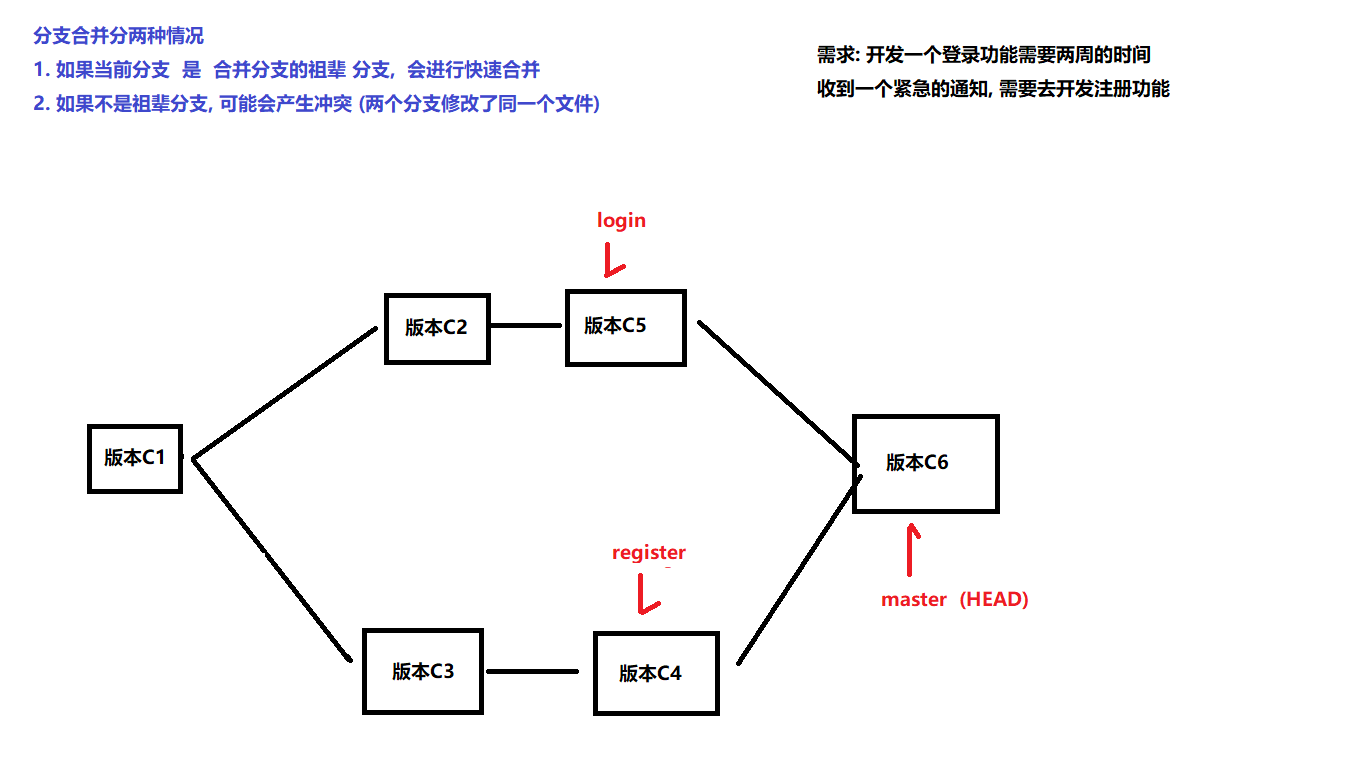 分支合并分两种情况
1. 如果当前分支 是 合并分支的祖辈 分支, 会进行快速合并
2. 如果不是祖辈分支, 可能会产生冲突 (两个分支修改了同一个文件)
需求: 开发一个登录功能需要两周的时间
收到一个紧急的通知, 需要去开发注册功能
login
版本C2
版本C5
版本C1
版本C6
register
master (HEAD)
版本C3
版本C4